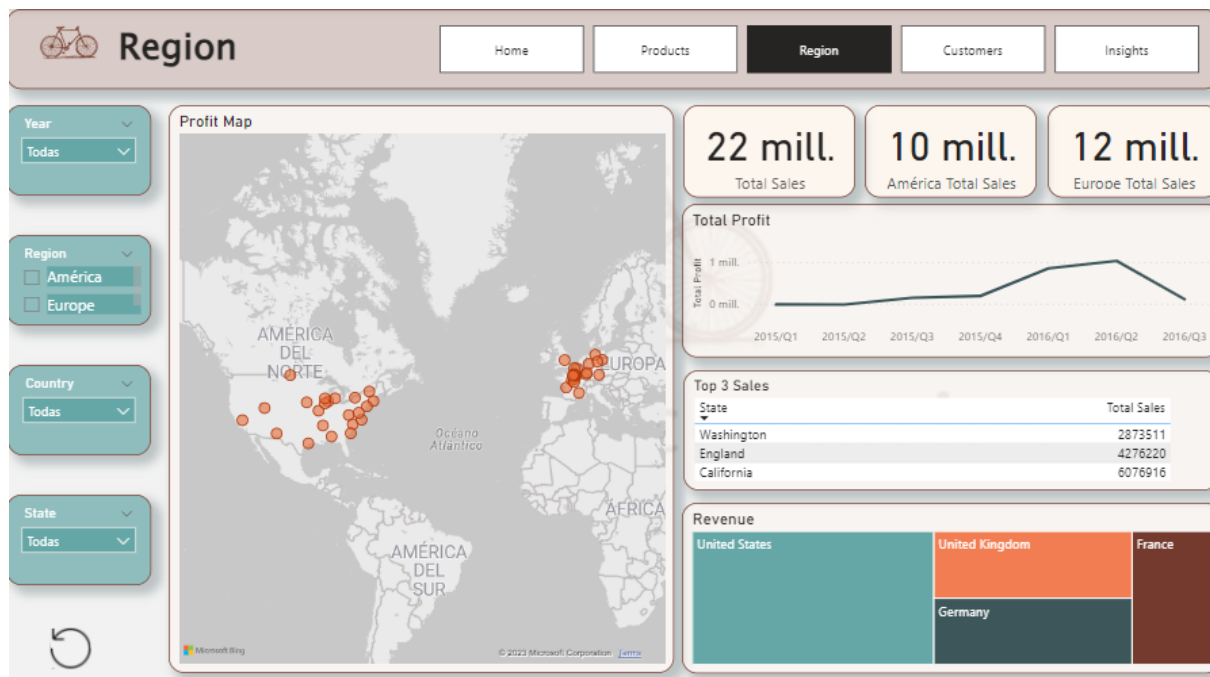 Region
Home
Products
Region
Customers
Insights
Year
Todas
Region
América
Europe
Country
Todas
State
Todas
Profit Map
AMÉRICA
DEL
NORTE
EUROPA
Océano
Atlántico
ÁFRICA
AMÉRICA
DEL
SUR
Microsoft Bing
© 2023 Microsoft Corporation Terms
22 mill.
Total Sales
10 mill.
América Total Sales
12 mill.
Europe Total Sales
Total Profit
Total Profit
1 mill.
0 mill.
2015/Q1 2015/Q2 2015/Q3 2015/Q4 2016/Q1 2016/Q2 2016/Q3
Top 3 Sales
State Total Sales
Washington 2873511
England 4276220
California 6076916
Revenue
United States
United Kingdom
France
Germany